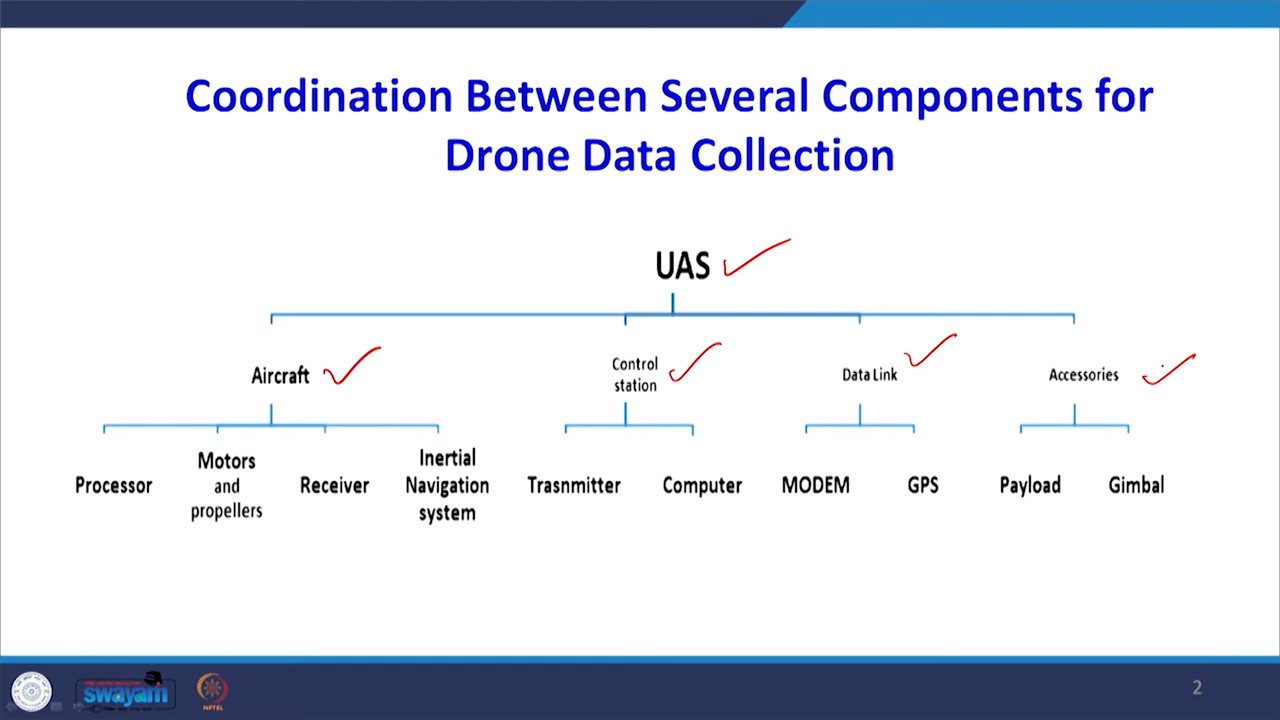 Coordination Between Several Components for
Drone Data Collection
UAS
Aircraft
Control
station
Data Link
Accessories
Processor
Motors
and
propellers
Receiver
Inertial
Navigation
system
Trasnmitter
Computer
MODEM
GPS
Payload
Gimbal
swayam
NPTEL
2